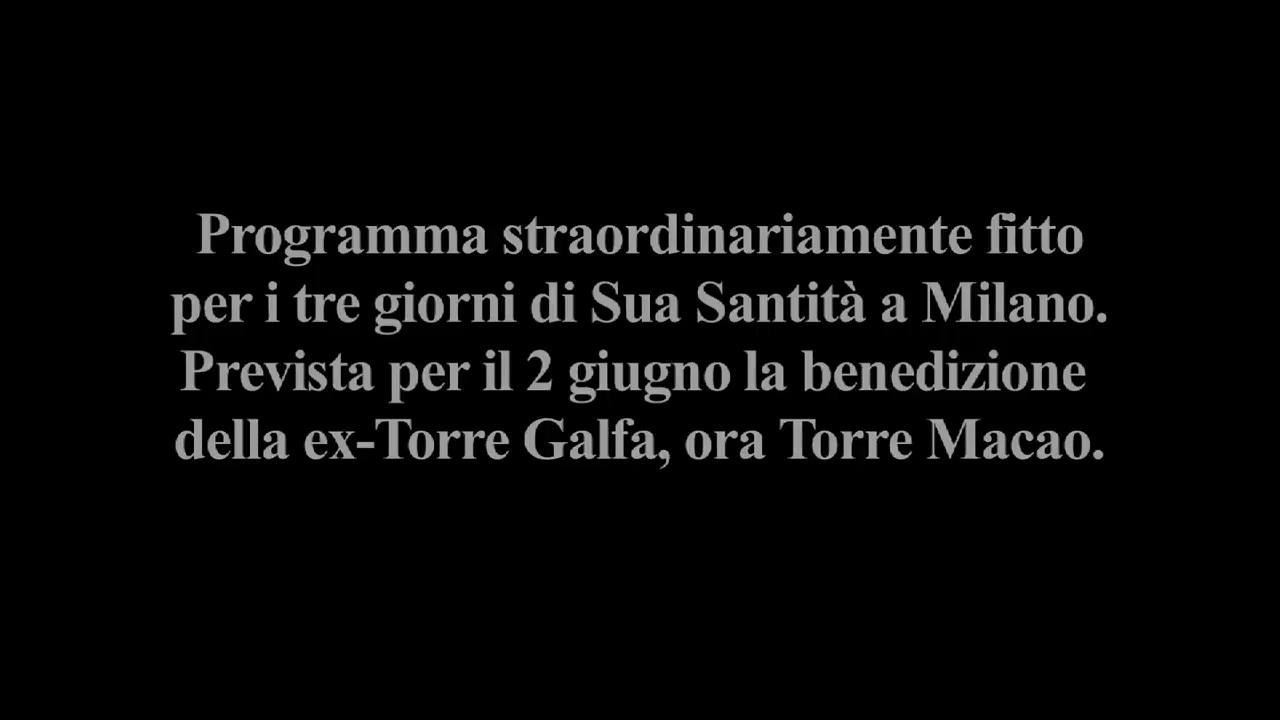 Programma straordinariamente fitto
per i tre giorni di Sua Santità a Milano.
Prevista per il 2 giugno la benedizione
della ex-Torre Galfa, ora Torre Macao.